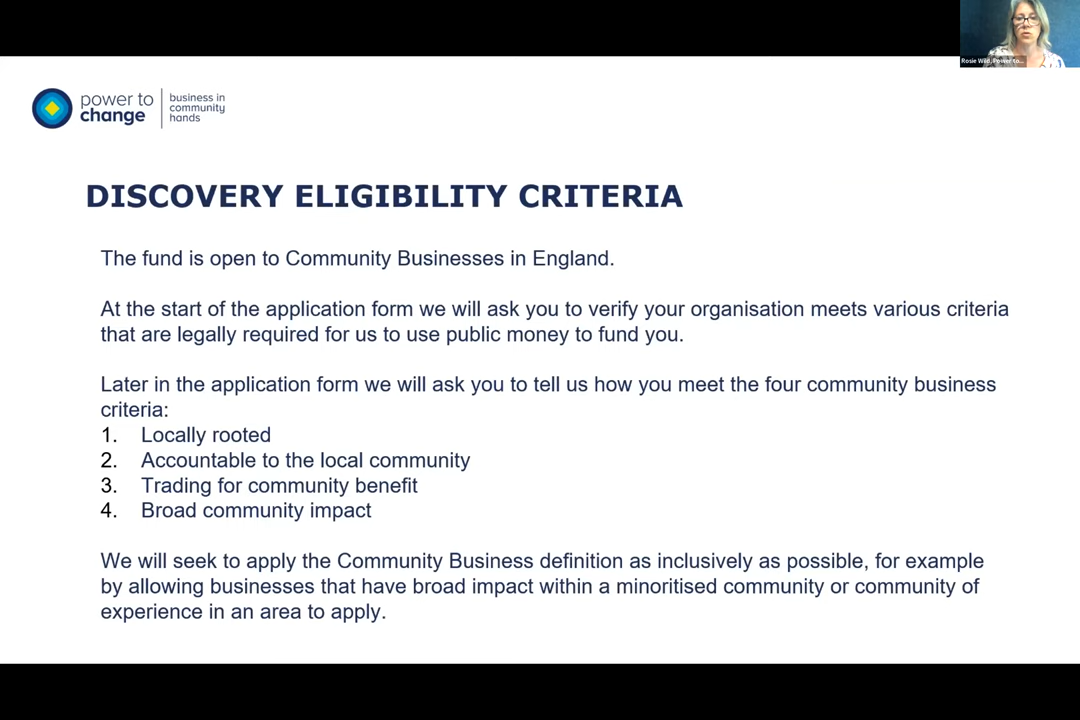 Rosie Wild, Power to...
power to
change
business in
community
hands
DISCOVERY ELIGIBILITY CRITERIA
The fund is open to Community Businesses in England.
At the start of the application form we will ask you to verify your organisation meets various criteria
that are legally required for us to use public money to fund you.
Later in the application form we will ask you to tell us how you meet the four community business
criteria:
1. Locally rooted
2. Accountable to the local community
3. Trading for community benefit
4. Broad community impact
We will seek to apply the Community Business definition as inclusively as possible, for example
by allowing businesses that have broad impact within a minoritised community or community of
experience in an area to apply.